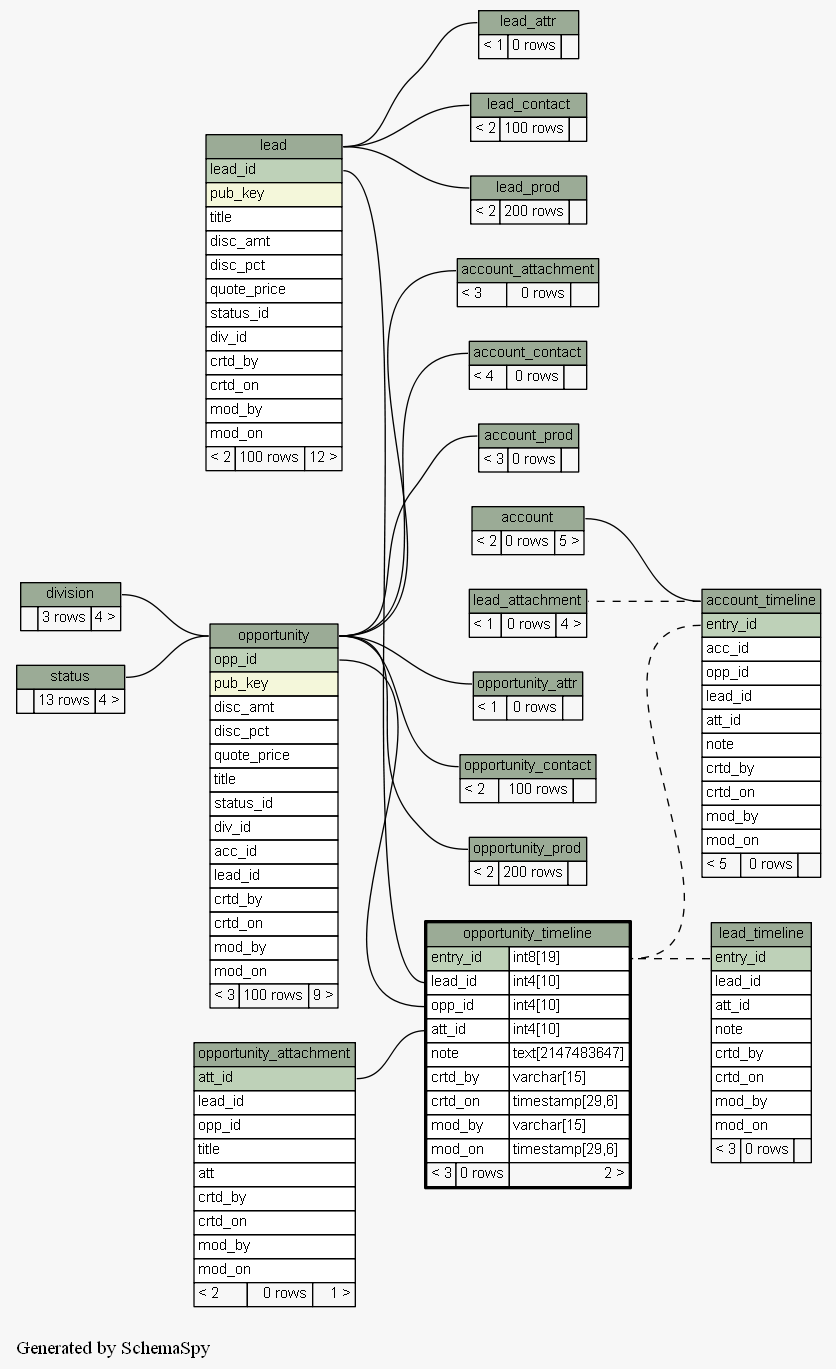 lead_attr
< 1 0 rows
lead_contact
< 2 100 rows
lead_prod
< 2 200 rows
lead
lead_id
pub_key
title
disc_amt
disc_pct
quote_price
status_id
div_id
crtd_by
crtd_on
mod_by
mod_on
< 2 100 rows 12 >
account_attachment
< 3 0 rows
account_contact
< 4 0 rows
account_prod
< 3 0 rows
account
< 2 0 rows 5 >
lead_attachment
< 1 0 rows 4 >
account_timeline
entry_id
acc_id
opp_id
lead_id
att_id
note
crtd_by
crtd_on
mod_by
mod_on
< 5 0 rows
division
3 rows 4 >
status
13 rows 4 >
opportunity
opp_id
pub_key
disc_amt
disc_pct
quote_price
title
status_id
div_id
acc_id
lead_id
crtd_by
crtd_on
mod_by
mod_on
< 3 100 rows 9 >
opportunity_attr
< 1 0 rows
opportunity_contact
< 2 100 rows
opportunity_prod
< 2 200 rows
opportunity_timeline
entry_id int8[19]
lead_id int4[10]
opp_id int4[10]
att_id int4[10]
note text[2147483647]
crtd_by varchar[15]
crtd_on timestamp[29,6]
mod_by varchar[15]
mod_on timestamp[29,6]
< 3 0 rows 2 >
lead_timeline
entry_id
lead_id
att_id
note
crtd_by
crtd_on
mod_by
mod_on
< 3 0 rows
opportunity_attachment
att_id
lead_id
opp_id
title
att
crtd_by
crtd_on
mod_by
mod_on
< 2 0 rows 1 >
Generated by SchemaSpy